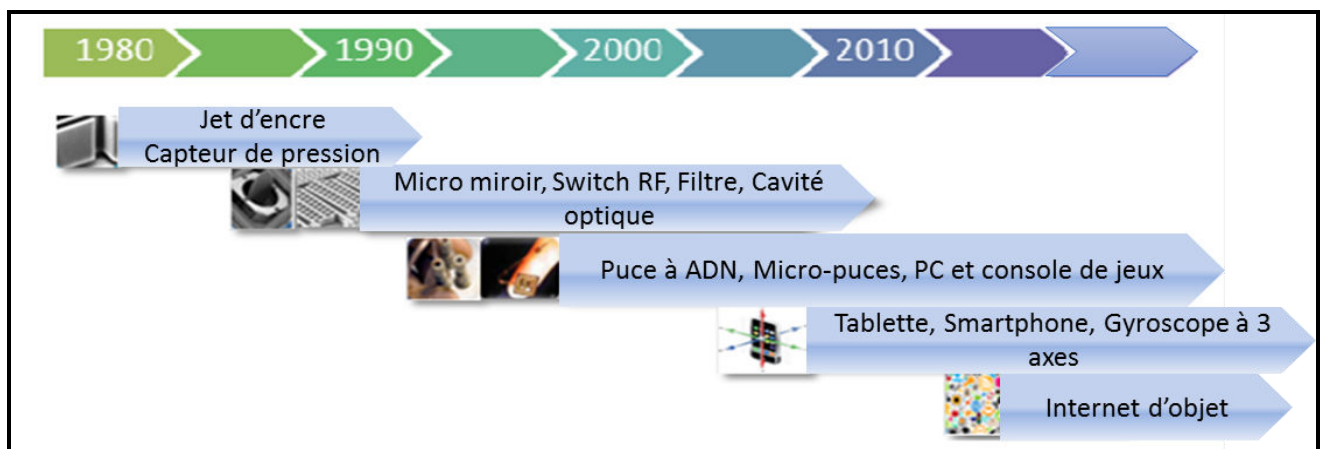 1980 1990 2000 2010
Jet d'encre
Capteur de pression
Micro miroir, Switch RF, Filtre, Cavité
optique
Puce à ADN, Micro-puces, PC et console de jeux
Tablette, Smartphone, Gyroscope à 3
axes
Internet d'objet